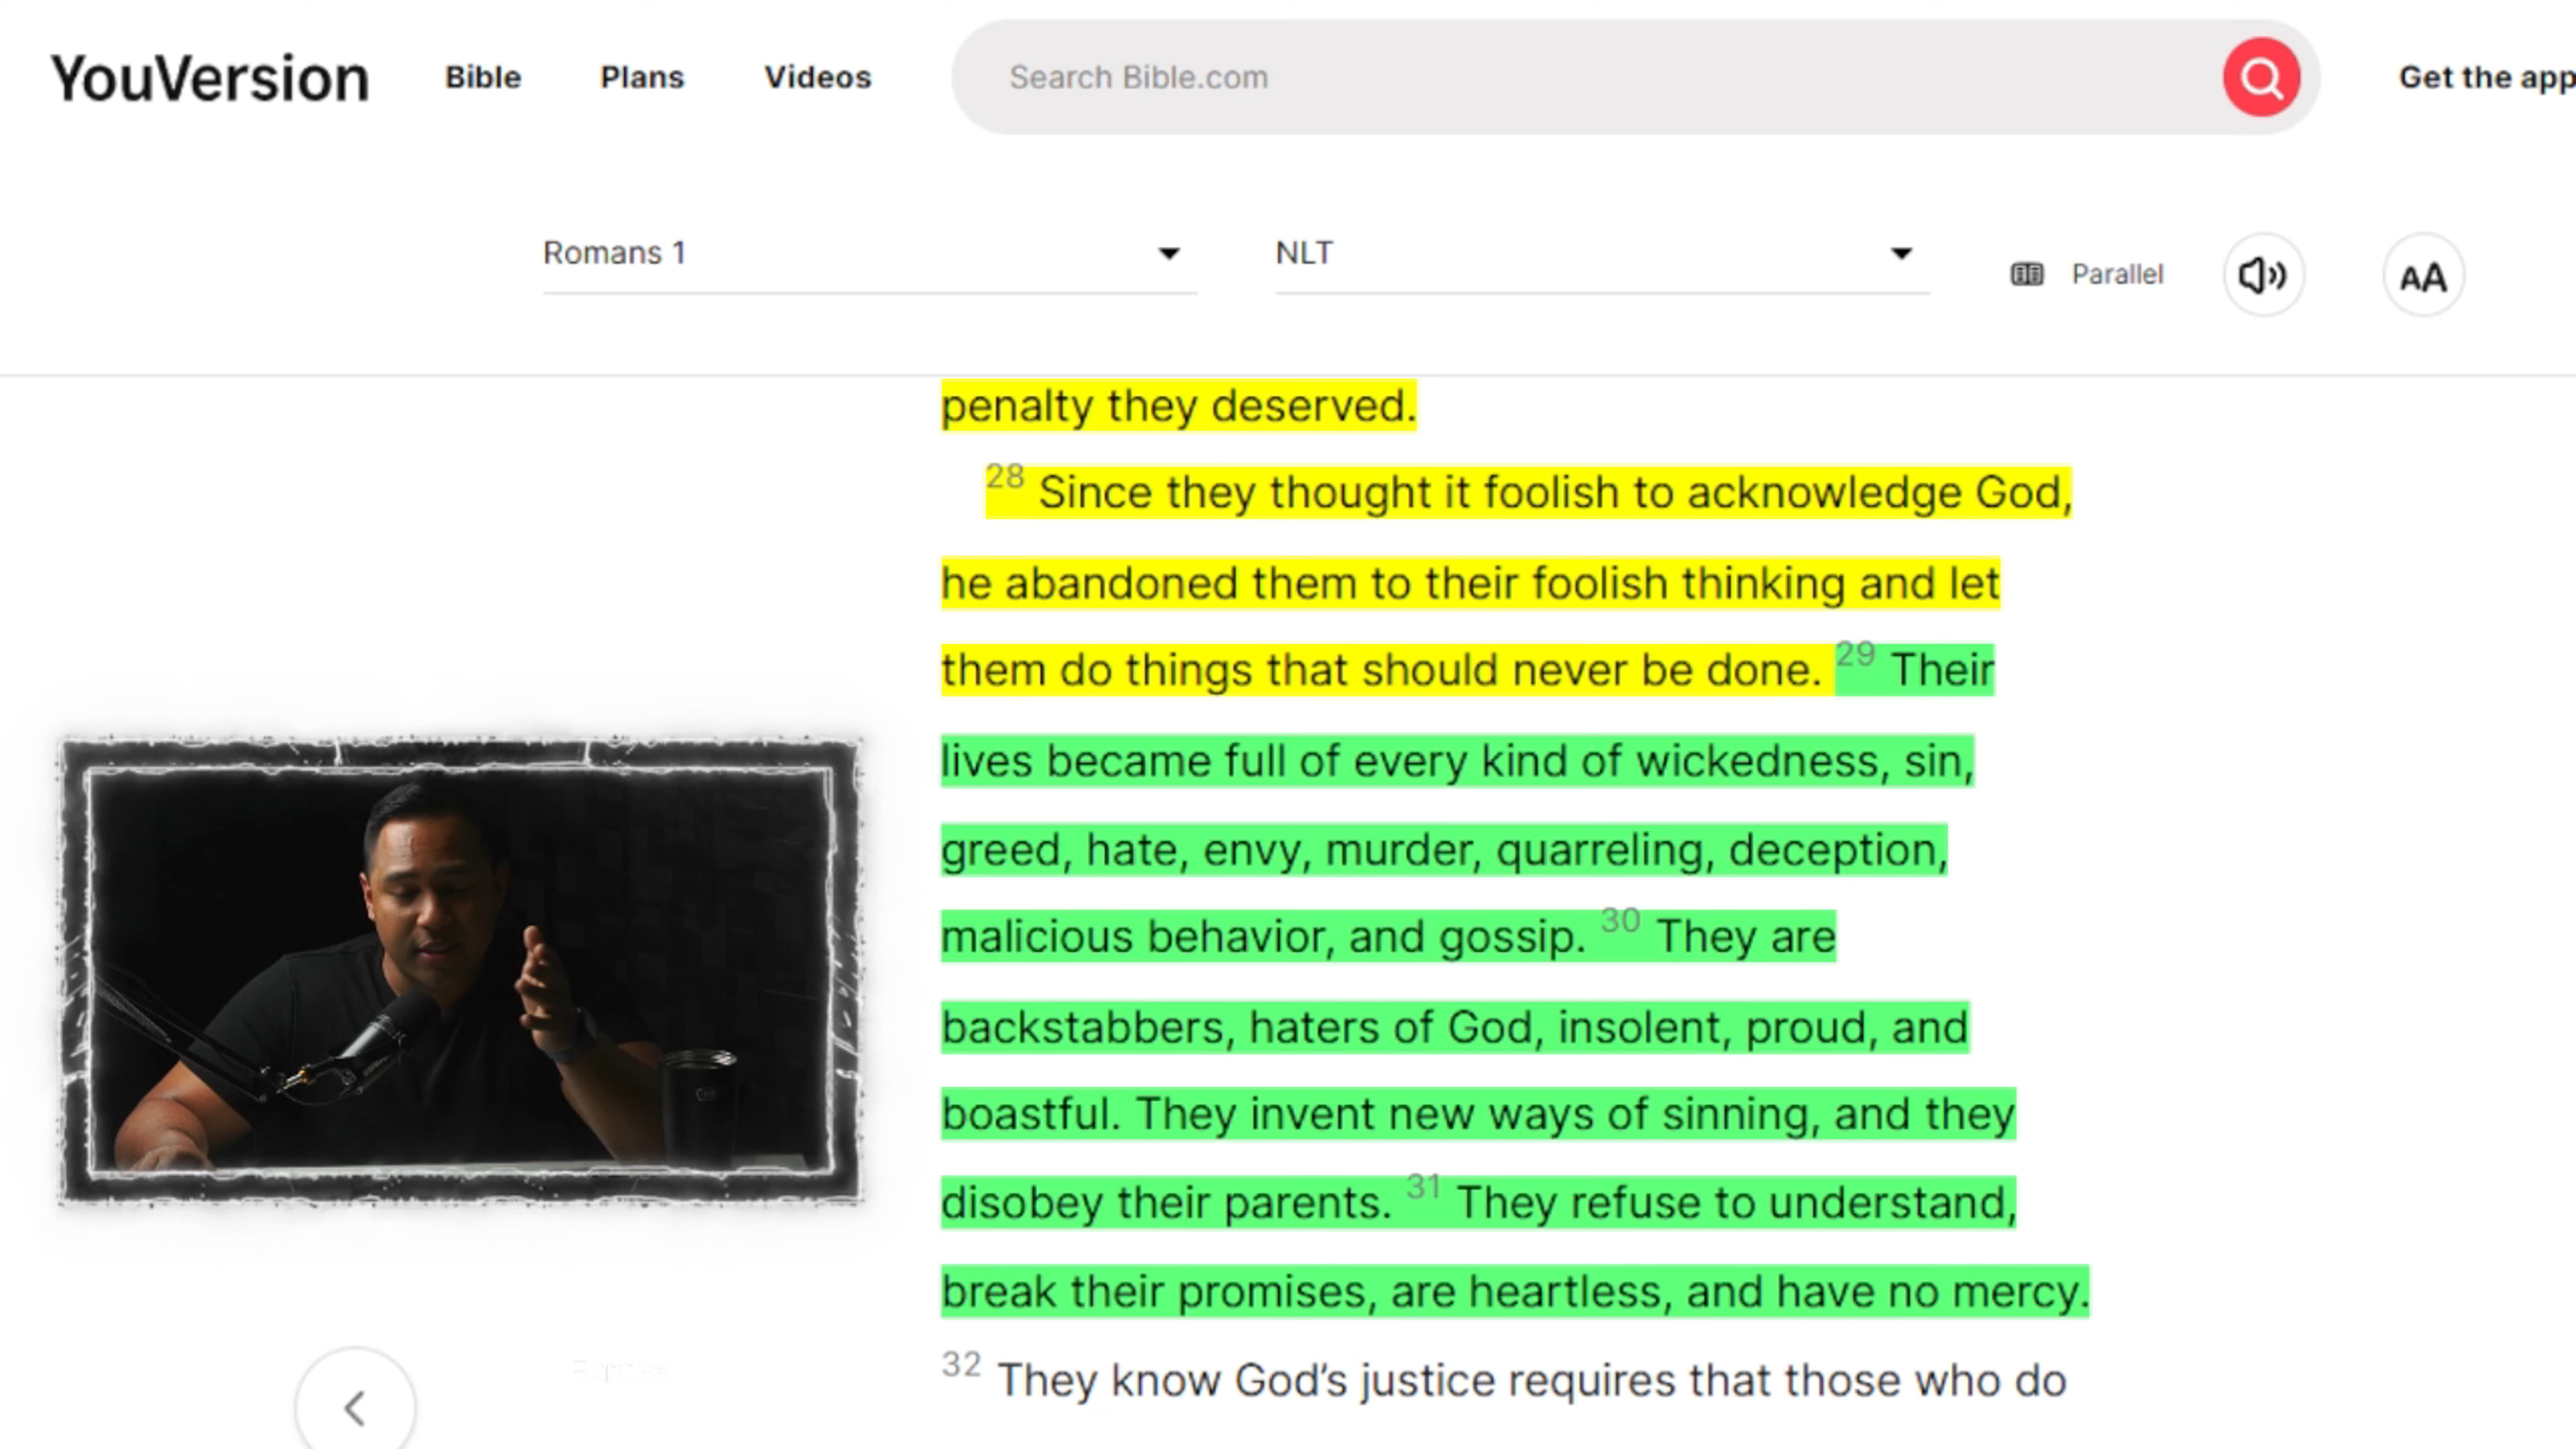 YouVersion Bible Plans Videos Search Bible.com Get the app
Romans 1 NLT Parallel AA
penalty they deserved.
28 Since they thought it foolish to acknowledge God,
he abandoned them to their foolish thinking and let
them do things that should never be done. 29 Their
lives became full of every kind of wickedness, sin,
greed, hate, envy, murder, quarreling, deception,
malicious behavior, and gossip. 30 They are
backstabbers, haters of God, insolent, proud, and
boastful. They invent new ways of sinning, and they
disobey their parents. 31 They refuse to understand,
break their promises, are heartless, and have no mercy.
32 They know God’s justice requires that those who do